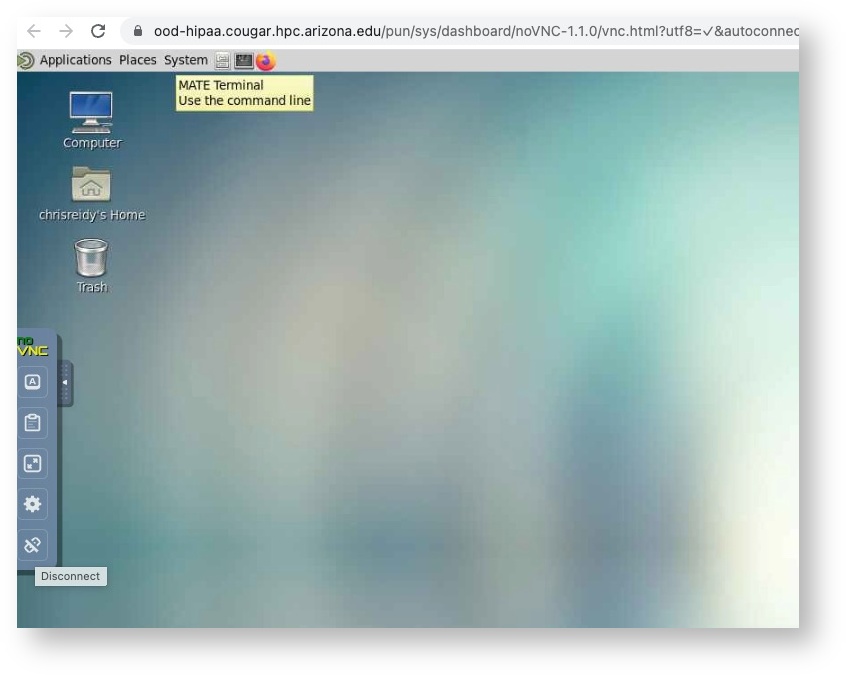 ood-hipaa.cougar.hpc.arizona.edu/pun/sys/dashboard/noVNC-1.1.0/vnc.html?utf8=✓&autoconnec
Applications Places System
MATE Terminal
Use the command line
Computer
chrisreidy's Home
Trash
no
VNC
A
Disconnect